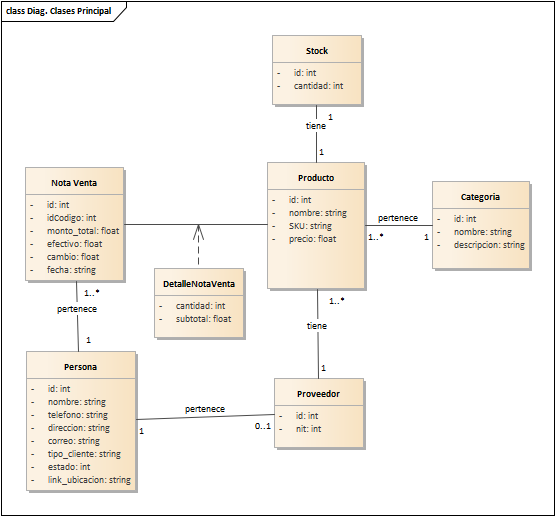 class Diag. Clases Principal
Stock
- id: int
- cantidad: int
1
tiene
1
Nota Venta
- id: int
- idCodigo: int
- monto_total: float
- efectivo: float
- cambio: float
- fecha: string
Producto
- id: int
- nombre: string
- SKU: string
- precio: float
pertenece
1..*
1
Categoria
- id: int
- nombre: string
- descripcion: string
DetalleNotaVenta
- cantidad: int
- subtotal: float
1..*
pertenece
1
1..*
tiene
1
Persona
- id: int
- nombre: string
- telefono: string
- direccion: string
- correo: string
- tipo_cliente: string
- estado: int
- link_ubicacion: string
pertenece
1
0..1
Proveedor
- id: int
- nit: int